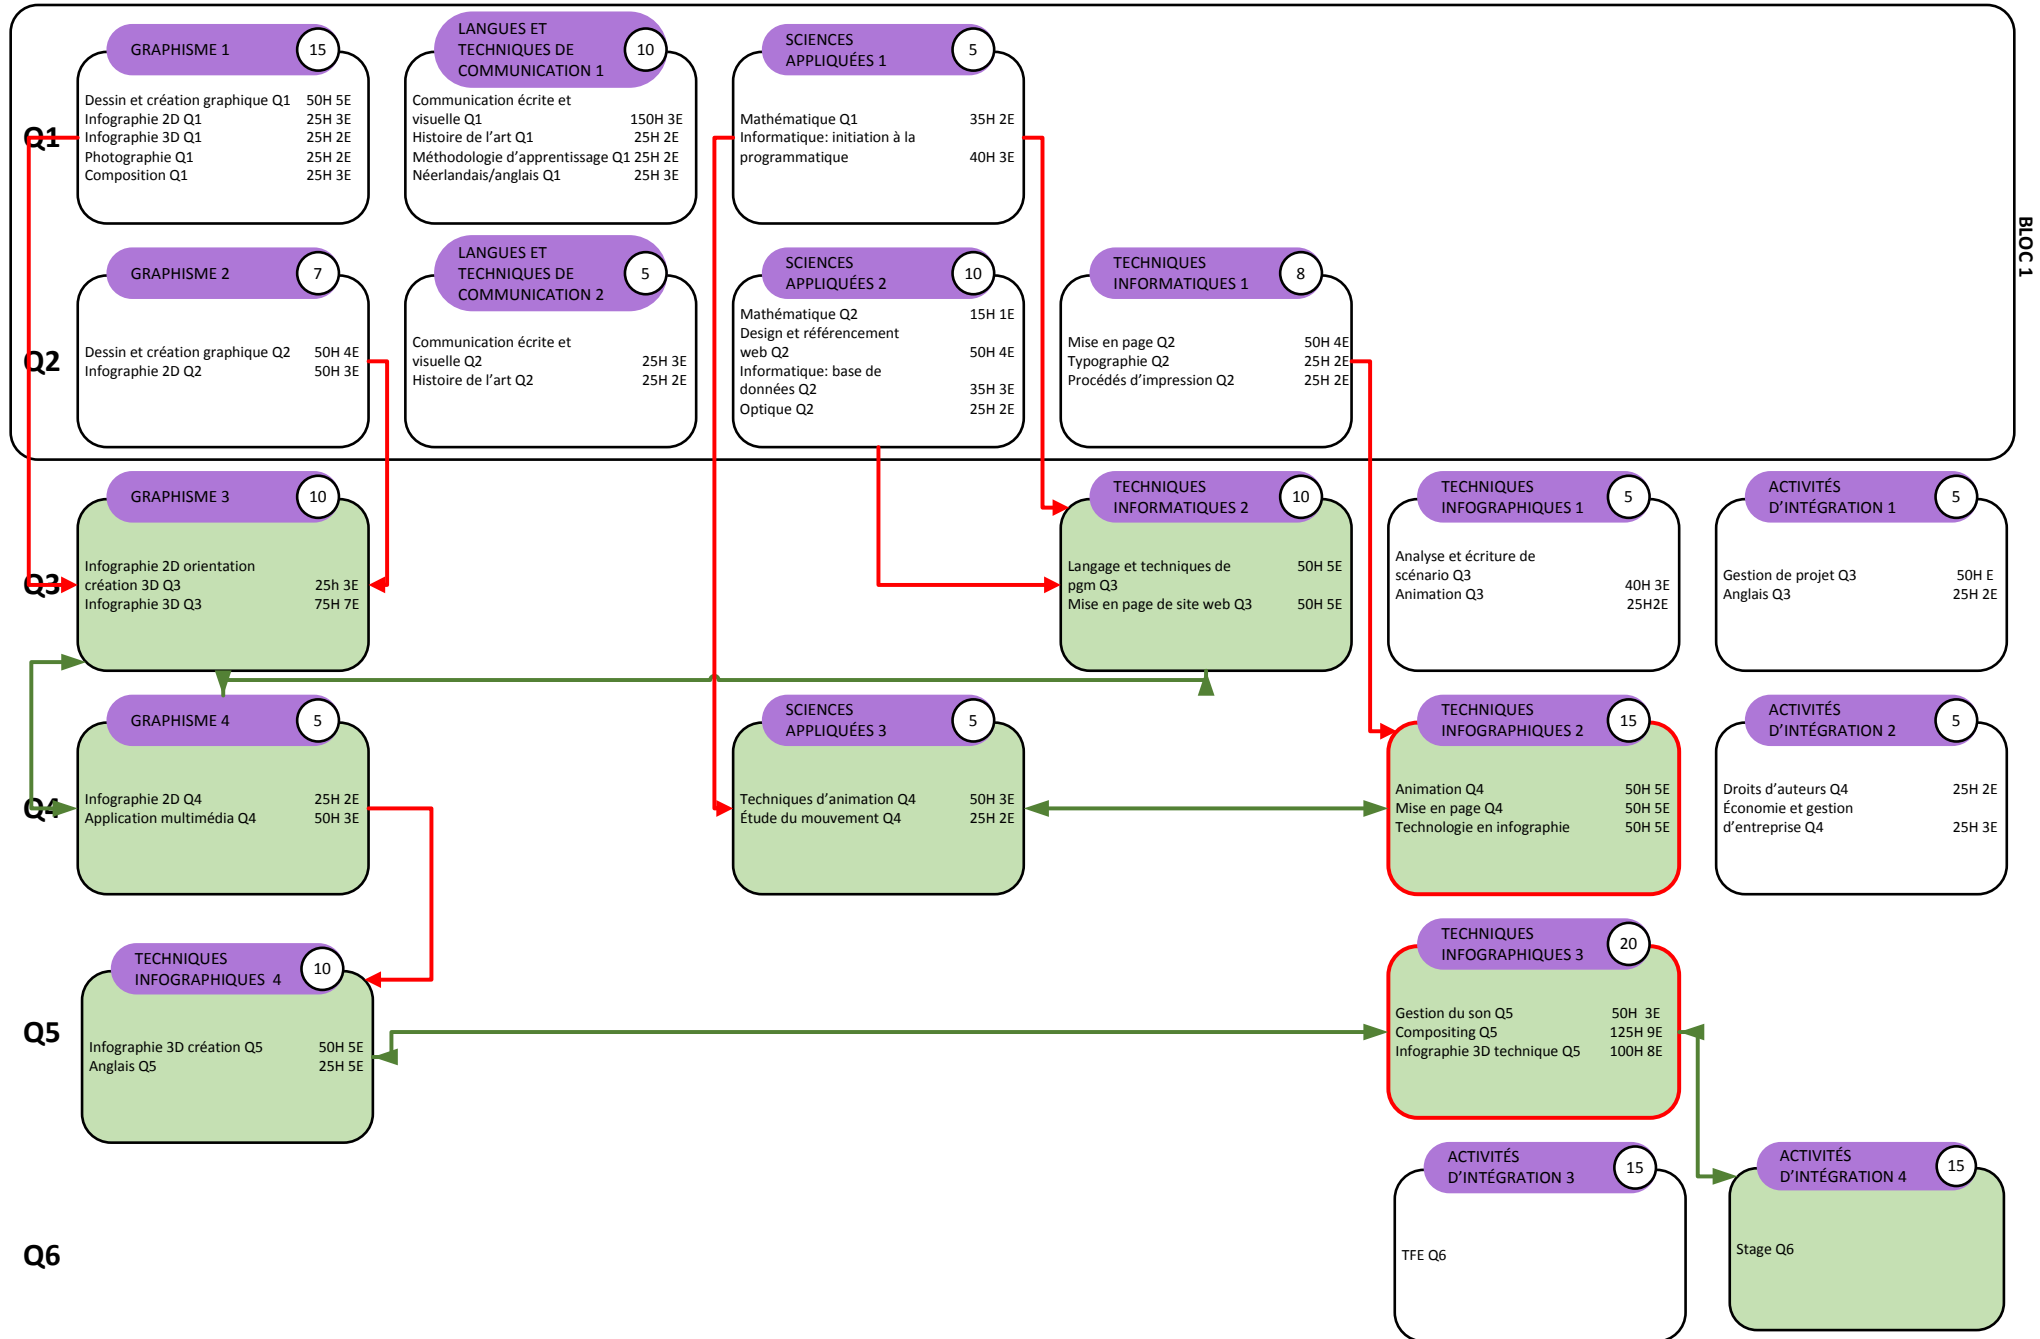 Q1
GRAPHISME 1 15
Dessin et création graphique Q1 50H 5E
Infographie 2D Q1 25H 3E
Infographie 3D Q1 25H 2E
Photographie Q1 25H 2E
Composition Q1 25H 3E
LANGUES ET
TECHNIQUES DE
COMMUNICATION 1
10
Communication écrite et
visuelle Q1 150H 3E
Histoire de l'art Q1 25H 2E
Méthodologie d'apprentissage Q1 25H 2E
Néerlandais/anglais Q1 25H 3E
SCIENCES
APPLIQUÉES 1
5
Mathématique Q1 35H 2E
Informatique: initiation à la
programmatique 40H 3E
BLOC 1
Q2
GRAPHISME 2 7
Dessin et création graphique Q2 50H 4E
Infographie 2D Q2 50H 3E
LANGUES ET
TECHNIQUES DE
COMMUNICATION 2
5
Communication écrite et
visuelle Q2 25H 3E
Histoire de l'art Q2 25H 2E
SCIENCES
APPLIQUÉES 2
10
Mathématique Q2 15H 1E
Design et référencement
web Q2 50H 4E
Informatique: base de
données Q2 35H 3E
Optique Q2 25H 2E
TECHNIQUES
INFORMATIQUES 1
8
Mise en page Q2 50H 4E
Typographie Q2 25H 2E
Procédés d'impression Q2 25H 2E
Q3
GRAPHISME 3 10
Infographie 2D orientation
création 3D Q3 25h 3E
Infographie 3D Q3 75H 7E
TECHNIQUES
INFORMATIQUES 2
10
Langage et techniques de 50H 5E
pgm Q3
Mise en page de site web Q3 50H 5E
TECHNIQUES
INFOGRAPHIQUES 1
5
Analyse et écriture de
scénario Q3 40H 3E
Animation Q3
25H2E
ACTIVITÉS
D'INTÉGRATION 1
5
Gestion de projet Q3 50H E
Anglais Q3 25H 2E
Q4
GRAPHISME 4 5
Infographie 2D Q4 25H 2E
Application multimédia Q4 50H 3E
SCIENCES
APPLIQUÉES 3
5
Techniques d'animation Q4 50H 3E
Étude du mouvement Q4 25H 2E
TECHNIQUES
INFOGRAPHIQUES 2
15
Animation Q4 50H 5E
Mise en page Q4 50H 5E
Technologie en infographie 50H 5E
ACTIVITÉS
D'INTÉGRATION 2
5
Droits d'auteurs Q4 25H 2E
Économie et gestion
d'entreprise Q4 25H 3E
Q5
TECHNIQUES
INFOGRAPHIQUES 4
10
Infographie 3D création Q5 50H 5E
Anglais Q5 25H 5E
TECHNIQUES
INFOGRAPHIQUES 3
20
Gestion du son Q5 50H 3E
Compositing Q5 125H 9E
Infographie 3D technique Q5 100H 8E
Q6
ACTIVITÉS
D'INTÉGRATION 3
15
TFE Q6
ACTIVITÉS
D'INTÉGRATION 4
15
Stage Q6